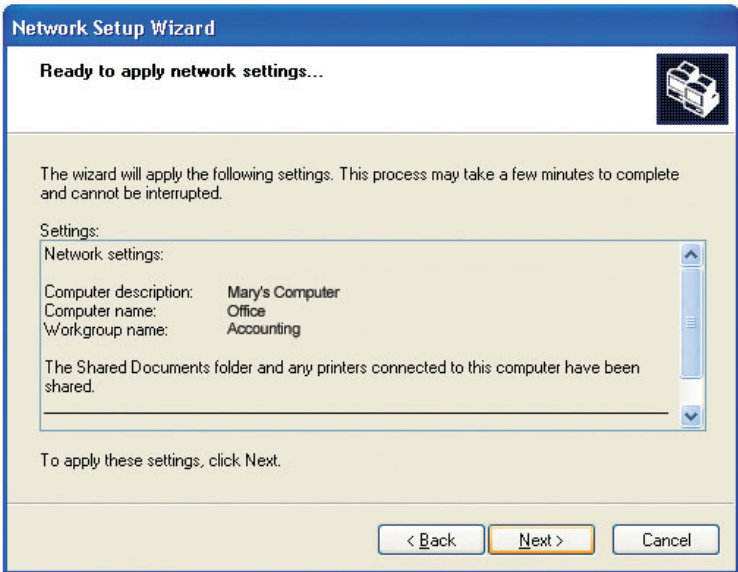 Network Setup Wizard
Ready to apply network settings...
The wizard will apply the following settings. This process may take a few minutes to complete
and cannot be interrupted.
Settings:
Network settings:
Computer description: Mary's Computer
Computer name: Office
Workgroup name: Accounting
The Shared Documents folder and any printers connected to this computer have been
shared.
To apply these settings, click Next.
< Back Next > Cancel